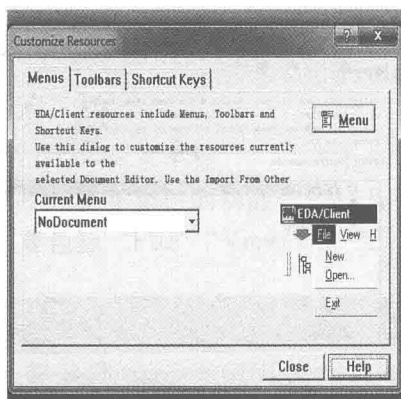 Customize Resources
? X
Menus Toolbars Shortcut Keys
EDA/Client resources include Menus, Toolbars and
Shortcut Keys.
Use this dialog to customize the resources currently
available to the
selected Document Editor. Use the Import From Other
Menu
Current Menu
NoDocument
EDA/Client
File View H
New
Open...
Exit
Close Help